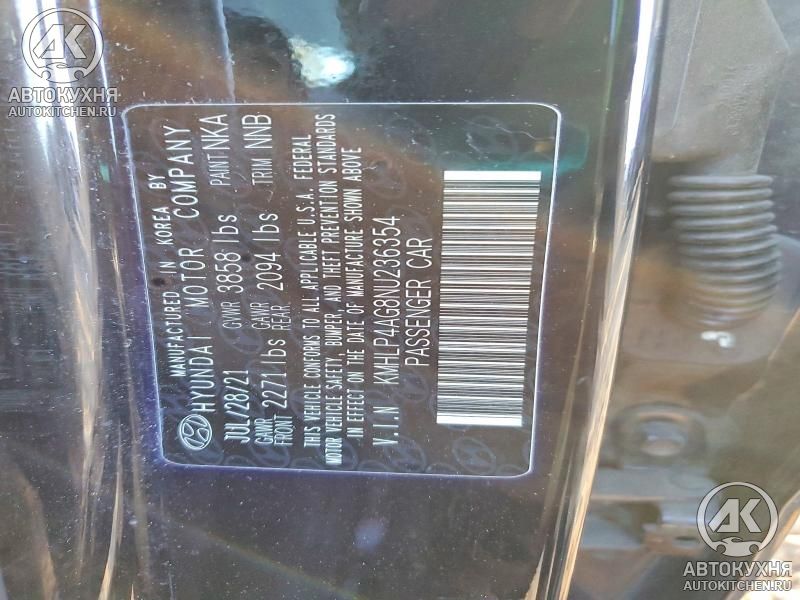 АК
АВТОКУХНЯ
AUTOKITCHEN.RU
MANUFACTURED IN KOREA BY
HYUNDAI MOTOR COMPANY
JUL/28/21 GVWR 3858 lbs PAINT NKA
GAWR FRONT 2271 lbs GAWR REAR 2094 lbs TRIM NNB
THIS VEHICLE CONFORMS TO ALL APPLICABLE U.S.A. FEDERAL
MOTOR VEHICLE SAFETY, BUMPER, AND THEFT PREVENTION STANDARDS
IN EFFECT ON THE DATE OF MANUFACTURE SHOWN ABOVE
V.I.N KMHLP4AG8NU236354
PASSENGER CAR
АК
АВТОКУХНЯ
AUTOKITCHEN.RU